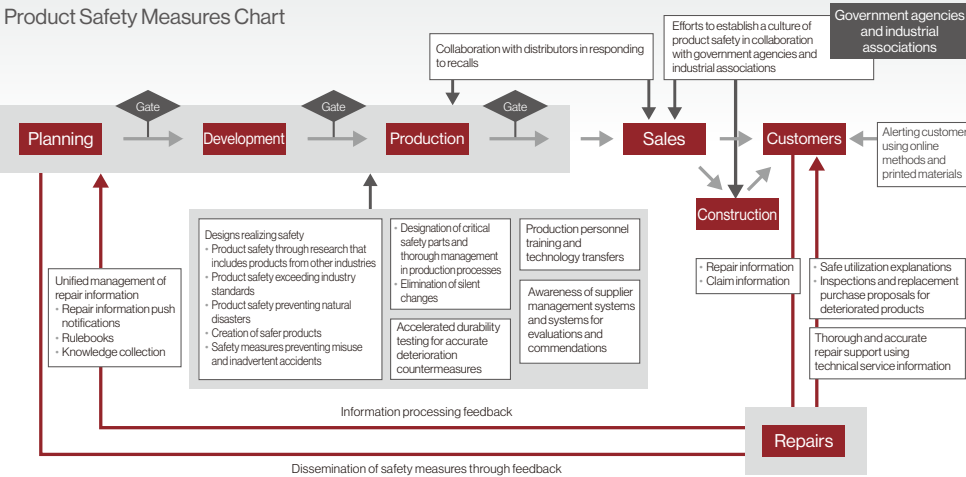 Product Safety Measures Chart
Government agencies
and industrial
associations
Efforts to establish a culture of
product safety in collaboration
with government agencies and
industrial associations
Collaboration with distributors in responding
to recalls
Gate
Gate
Gate
Planning
Development
Production
Sales
Customers
Alerting customer
using online
methods and
printed materials
Construction
Designs realizing safety
• Product safety through research that
includes products from other industries
• Product safety exceeding industry
standards
• Product safety preventing natural
disasters
• Creation of safer products
• Safety measures preventing misuse
and inadvertent accidents
• Designation of critical
safety parts and
thorough management
in production processes
• Elimination of silent
changes
Accelerated durability
testing for accurate
deterioration
countermeasures
Production personnel
training and
technology transfers
Awareness of supplier
management systems
and systems for
evaluations and
commendations
Unified management of
repair information
• Repair information push
notifications
• Rulebooks
• Knowledge collection
• Repair information
• Claim information
• Safe utilization explanations
• Inspections and replacement
purchase proposals for
deteriorated products
Thorough and accurate
repair support using
technical service information
Information processing feedback
Repairs
Dissemination of safety measures through feedback